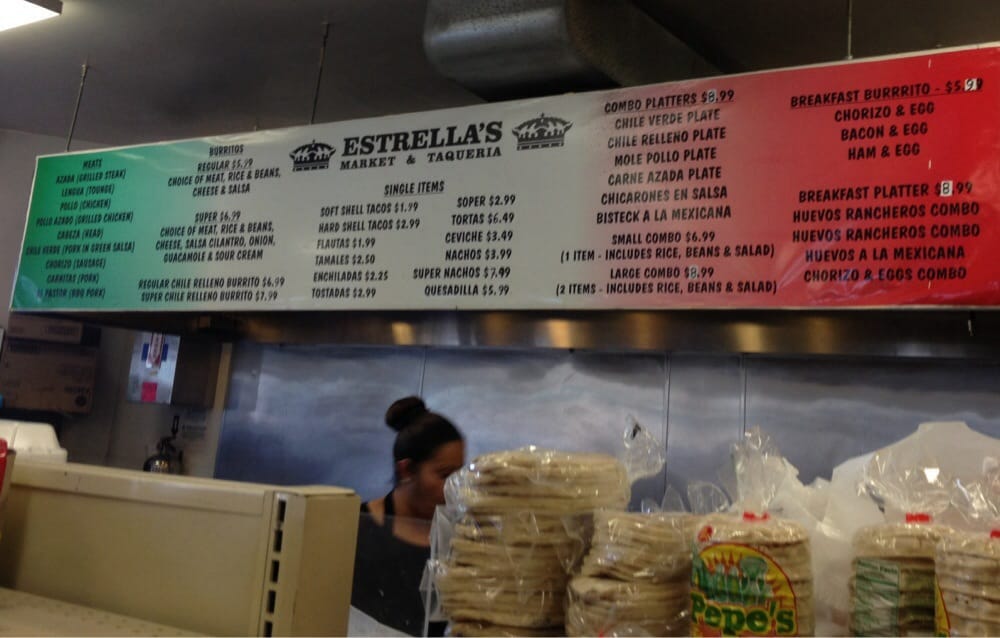 MEATS
AZADA (GRILLED STEAK)
LENGUA (TOUNGE)
POLLO (CHICKEN)
POLLO AZADO (GRILLED CHICKEN)
CABEZA (HEAD)
CHILE VERDE (PORK IN GREEN SALSA)
CHORIZO (SAUSAGE)
CARNITAS (PORK)
PASTOR (BBQ PORK)
BURRITOS
REGULAR $5.99
CHOICE OF MEAT, RICE & BEANS,
CHEESE & SALSA
SUPER $6.99
CHOICE OF MEAT, RICE & BEANS,
CHEESE, SALSA CILANTRO, ONION,
GUACAMOLE & SOUR CREAM
REGULAR CHILE RELLENO BURRITO $6.99
SUPER CHILE RELLENO BURRITO $7.99
ESTRELLA'S
MARKET & TAQUERIA
SINGLE ITEMS
SOFT SHELL TACOS $1.99
HARD SHELL TACOS $2.99
FLAUTAS $1.99
TAMALES $2.50
ENCHILADAS $2.25
TOSTADAS $2.99
SOPER $2.99
TORTAS $6.49
CEVICHE $3.49
NACHOS $3.99
SUPER NACHOS $7.49
QUESADILLA $5.99
COMBO PLATTERS $8.99
CHILE VERDE PLATE
CHILE RELLENO PLATE
MOLE POLLO PLATE
CARNE AZADA PLATE
CHICARONES EN SALSA
BISTECK A LA MEXICANA
SMALL COMBO $6.99
(1 ITEM - INCLUDES RICE, BEANS & SALAD)
LARGE COMBO $8.99
(2 ITEMS - INCLUDES RICE, BEANS & SALAD)
BREAKFAST BURRRITO - $5.99
CHORIZO & EGG
BACON & EGG
HAM & EGG
BREAKFAST PLATTER $8.99
HUEVOS RANCHEROS COMBO
HUEVOS RANCHEROS COMBO
HUEVOS A LA MEXICANA
CHORIZO & EGGS COMBO
Pepe's